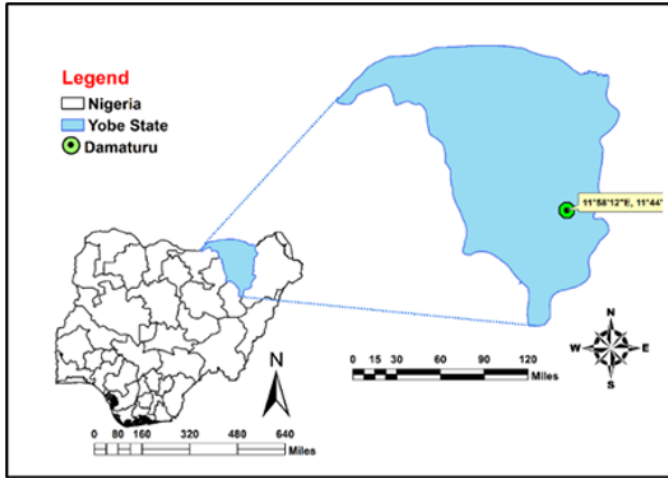 Legend
Nigeria
Yobe State
Damaturu
11°58'12"E, 11°44'
N
W E
S
0 15 30 60 90 120
Miles
N
0 80 160 320 480 640
Miles